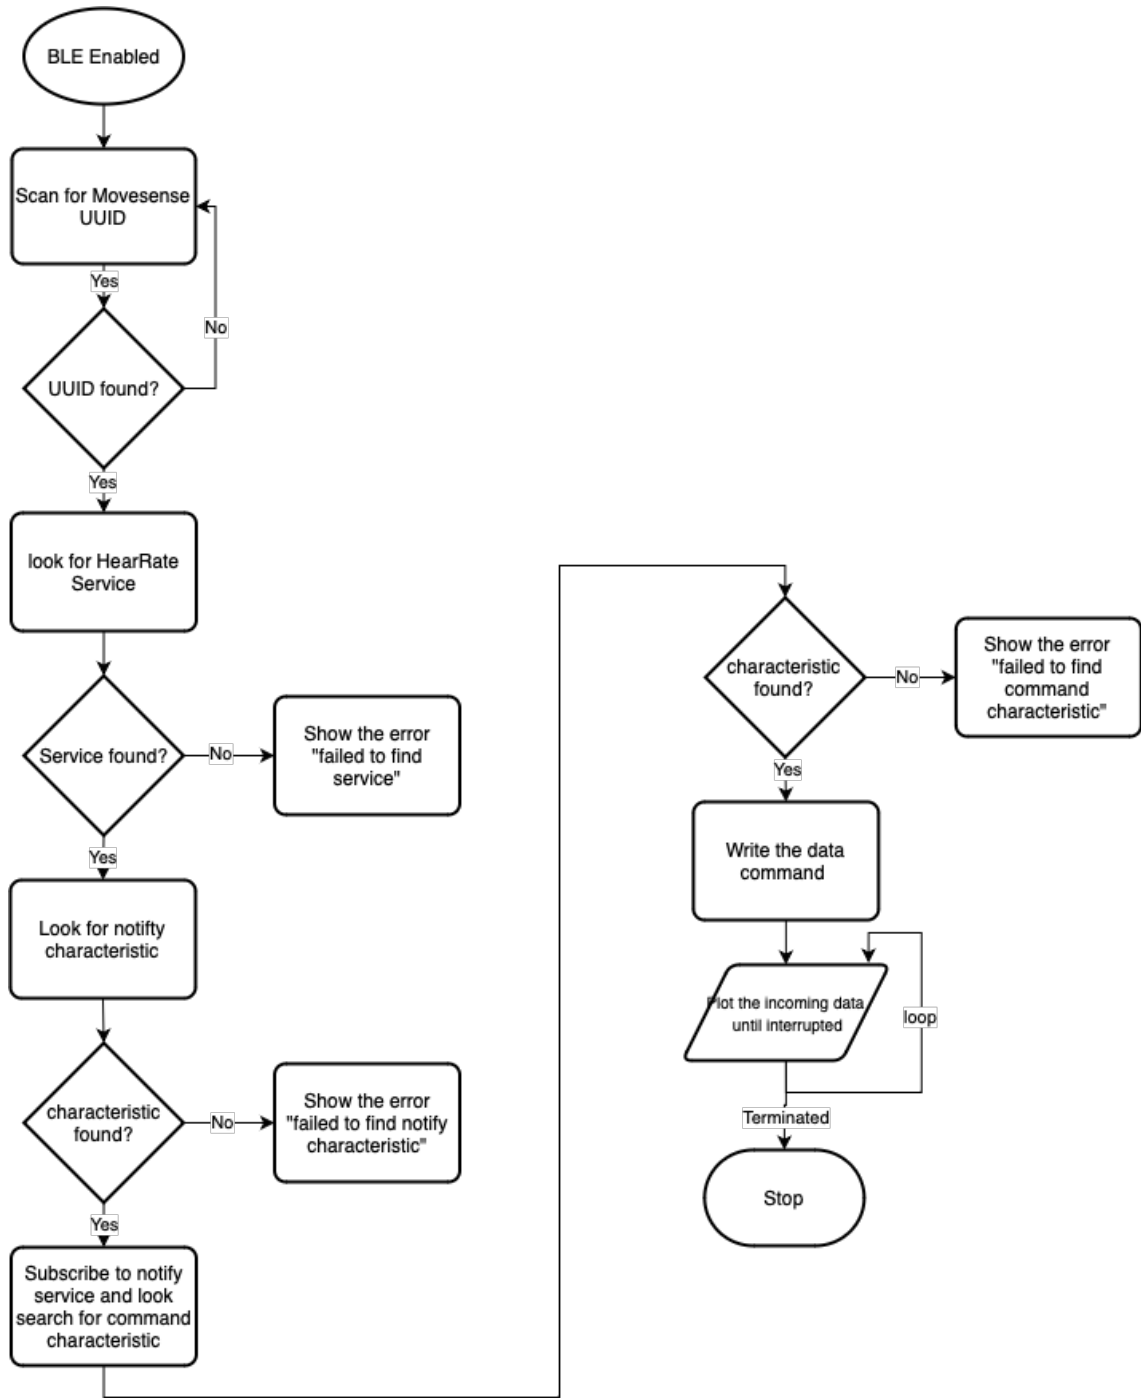 BLE Enabled
Scan for Movesense
UUID
Yes
No
UUID found?
Yes
look for HearRate
Service
Service found?
No
Show the error
"failed to find
service"
Yes
Look for notifty
characteristic
characteristic
found?
No
Show the error
"failed to find notify
characteristic"
Yes
Subscribe to notify
service and look
search for command
characteristic
characteristic
found?
No
Show the error
"failed to find
command
characteristic"
Yes
Write the data
command
Plot the incoming data
until interrupted
loop
Terminated
Stop